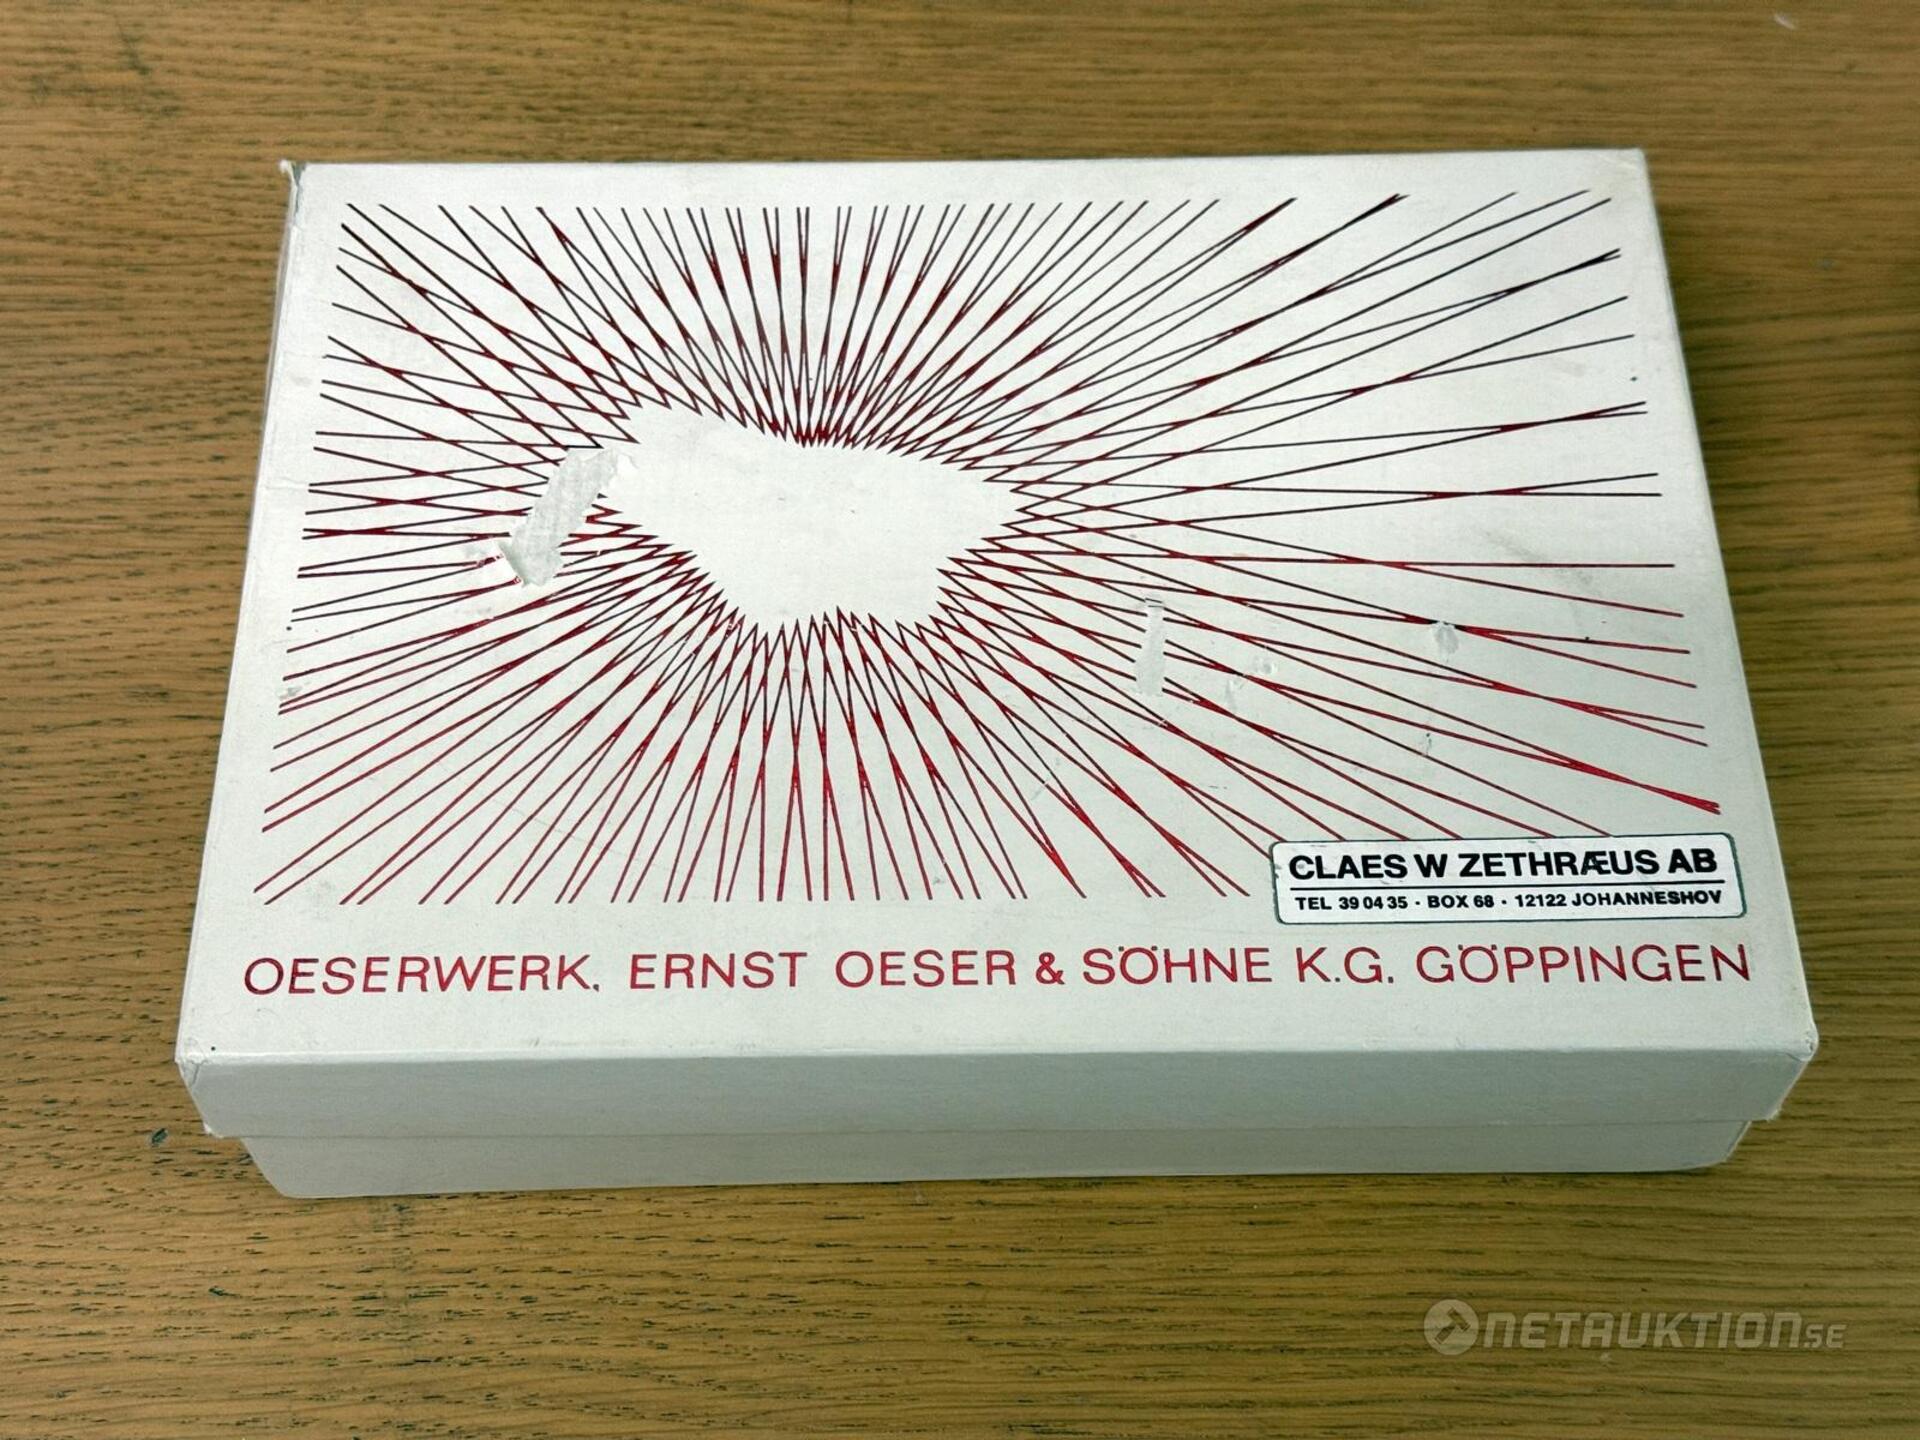 CLAES W ZETHRÆUS AB
TEL 39 04 35 · BOX 68 · 12122 JOHANNESHOV
OESERWERK. ERNST OESER & SÖHNE K.G. GÖPPINGEN
NETAUKTION.SE